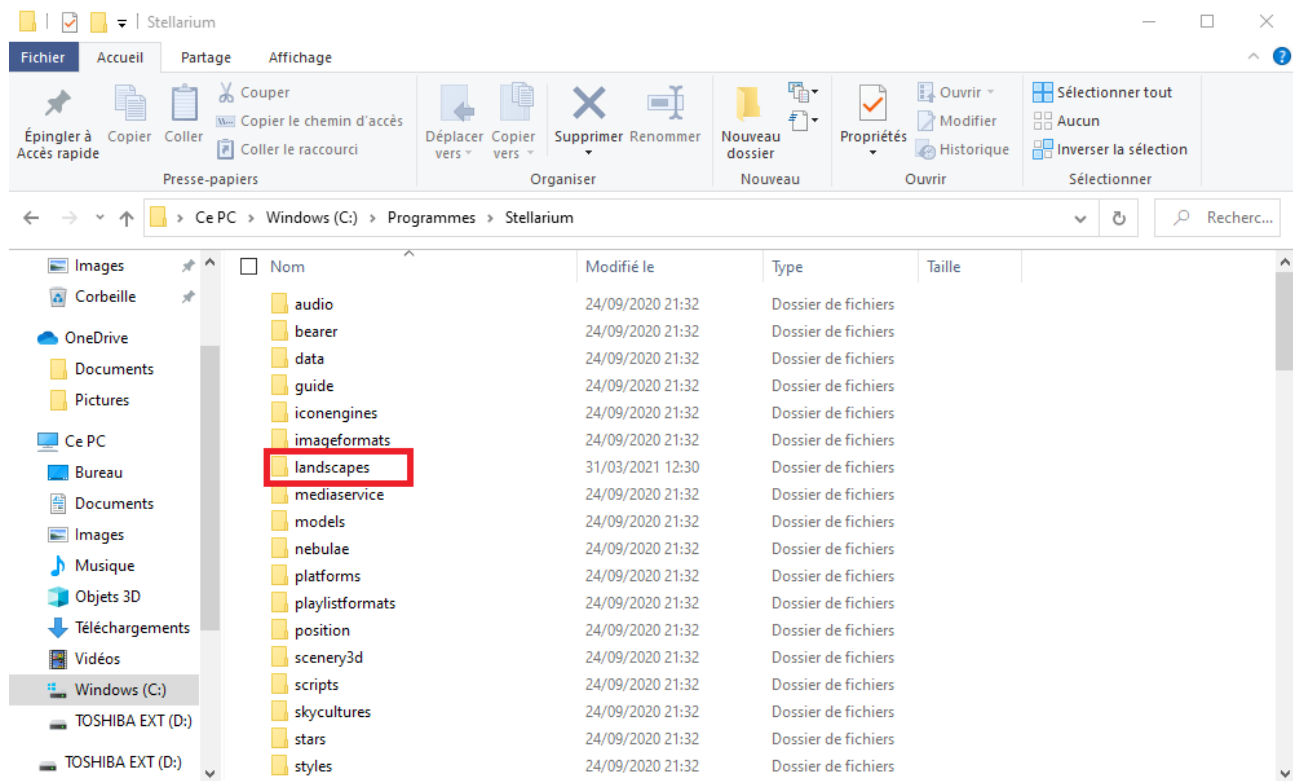 Stellarium
Fichier Accueil Partage Affichage
Épingler à Accès rapide
Copier
Coller
Couper
Copier le chemin d'accès
Coller le raccourci
Presse-papiers
Déplacer vers
Copier vers
Supprimer
Renommer
Organiser
Nouveau dossier
Nouveau
Propriétés
Ouvrir
Modifier
Historique
Ouvrir
Sélectionner tout
Aucun
Inverser la sélection
Sélectionner
Ce PC > Windows (C:) > Programmes > Stellarium
Recherc...
Images
Corbeille
OneDrive
Documents
Pictures
Ce PC
Bureau
Documents
Images
Musique
Objets 3D
Téléchargements
Vidéos
Windows (C:)
TOSHIBA EXT (D:)
TOSHIBA EXT (D:)
Nom Modifié le Type Taille
audio 24/09/2020 21:32 Dossier de fichiers
bearer 24/09/2020 21:32 Dossier de fichiers
data 24/09/2020 21:32 Dossier de fichiers
guide 24/09/2020 21:32 Dossier de fichiers
iconengines 24/09/2020 21:32 Dossier de fichiers
imageformats 24/09/2020 21:32 Dossier de fichiers
landscapes 31/03/2021 12:30 Dossier de fichiers
mediaservice 24/09/2020 21:32 Dossier de fichiers
models 24/09/2020 21:32 Dossier de fichiers
nebulae 24/09/2020 21:32 Dossier de fichiers
platforms 24/09/2020 21:32 Dossier de fichiers
playlistformats 24/09/2020 21:32 Dossier de fichiers
position 24/09/2020 21:32 Dossier de fichiers
scenery3d 24/09/2020 21:32 Dossier de fichiers
scripts 24/09/2020 21:32 Dossier de fichiers
skycultures 24/09/2020 21:32 Dossier de fichiers
stars 24/09/2020 21:32 Dossier de fichiers
styles 24/09/2020 21:32 Dossier de fichiers